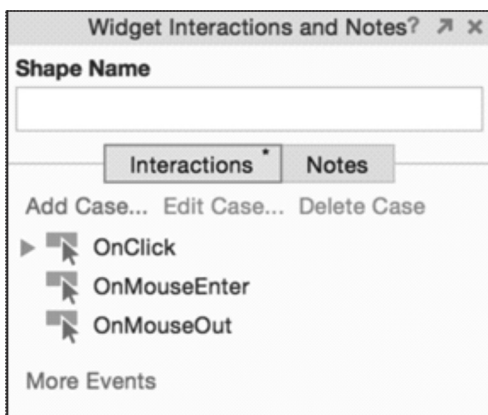 Widget Interactions and Notes?
Shape Name
Interactions * Notes
Add Case... Edit Case... Delete Case
OnClick
OnMouseEnter
OnMouseOut
More Events